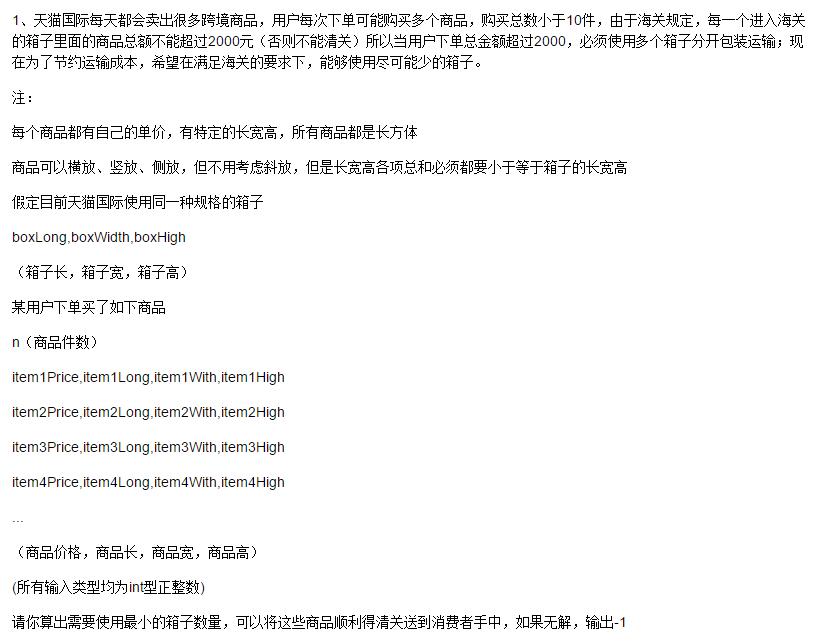 1、天猫国际每天都会卖出很多跨境商品，用户每次下单可能购买多个商品，购买总数小于10件，由于海关规定，每一个进入海关
的箱子里面的商品总额不能超过2000元（否则不能清关）所以当用户下单总金额超过2000，必须使用多个箱子分开包装运输；现
在为了节约运输成本，希望在满足海关的要求下，能够使用尽可能少的箱子。
注：
每个商品都有自己的单价，有特定的长宽高，所有商品都是长方体
商品可以横放、竖放、侧放，但不用考虑斜放，但是长宽高各项总和必须都要小于等于箱子的长宽高
假定目前天猫国际使用同一种规格的箱子
boxLong,boxWidth,boxHigh
（箱子长，箱子宽，箱子高）
某用户下单买了如下商品
n（商品件数）
item1Price,item1Long,item1With,item1High
item2Price,item2Long,item2With,item2High
item3Price,item3Long,item3With,item3High
item4Price,item4Long,item4With,item4High
...
（商品价格，商品长，商品宽，商品高）
(所有输入类型均为int型正整数)
请你算出需要使用最小的箱子数量，可以将这些商品顺利得清关送到消费者手中，如果无解，输出-1